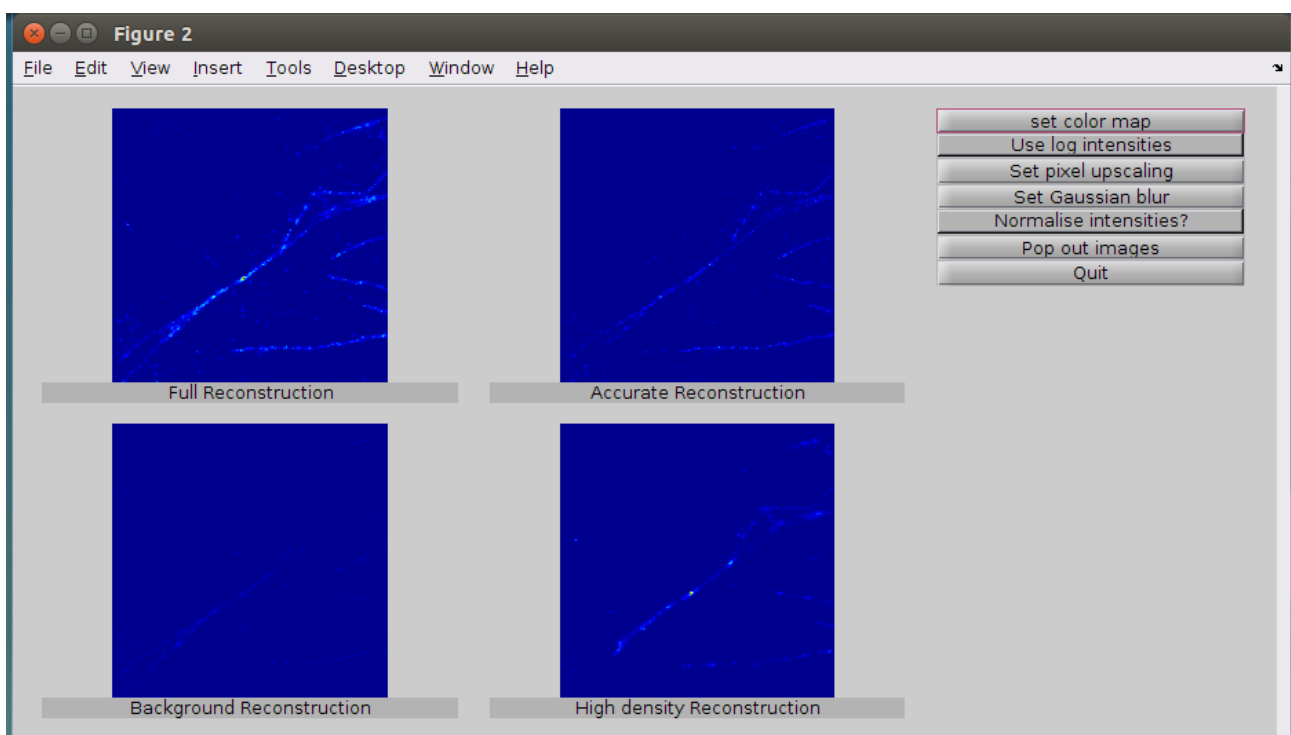 Figure 2
File Edit View Insert Tools Desktop Window Help
set color map
Use log intensities
Set pixel upscaling
Set Gaussian blur
Normalise intensities?
Pop out images
Quit
Full Reconstruction
Accurate Reconstruction
Background Reconstruction
High density Reconstruction